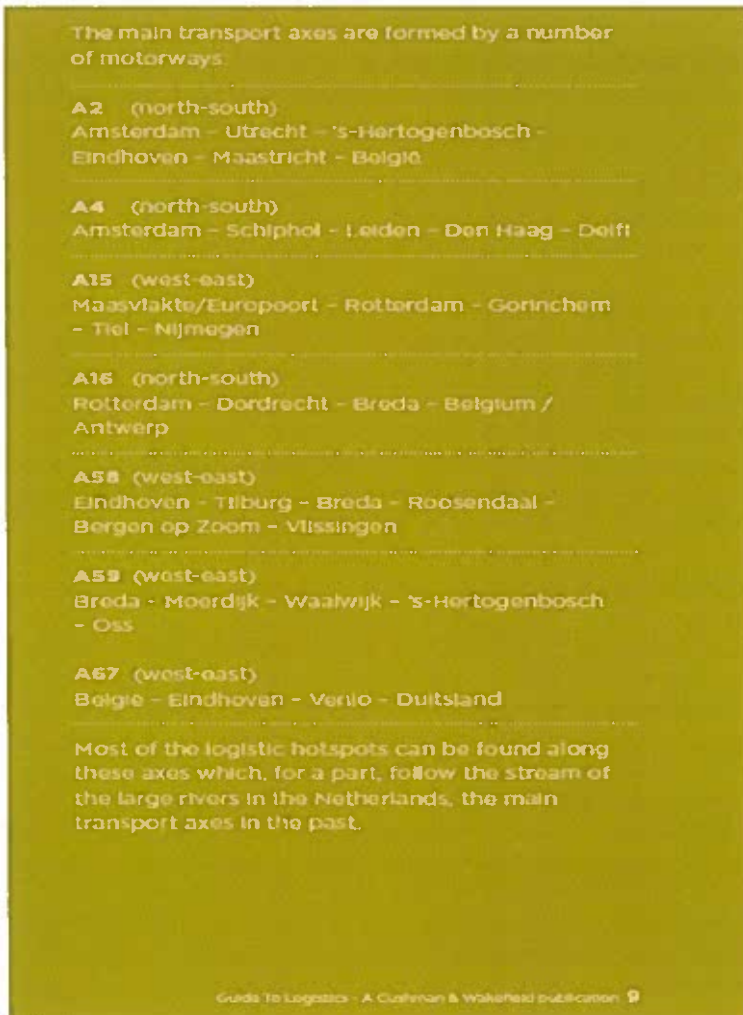 The main transport axes are formed by a number
of motorways:
A2 (north-south)
Amsterdam – Utrecht – 's-Hertogenbosch –
Eindhoven – Maastricht – België
A4 (north-south)
Amsterdam – Schiphol – Leiden – Den Haag – Delft
A15 (west-east)
Maasvlakte/Europoort – Rotterdam – Gorinchem
– Tiel – Nijmegen
A16 (north-south)
Rotterdam – Dordrecht – Breda – Belgium /
Antwerp
A58 (west-east)
Eindhoven – Tilburg – Breda – Roosendaal –
Bergen op Zoom – Vlissingen
A59 (west-east)
Breda - Moerdijk – Waalwijk – 's-Hertogenbosch
– Oss
A67 (west-east)
België – Eindhoven – Venlo – Duitsland
Most of the logistic hotspots can be found along
these axes which, for a part, follow the stream of
the large rivers in the Netherlands, the main
transport axes in the past.
Guide To Logistics - A Cushman & Wakefield publication 9